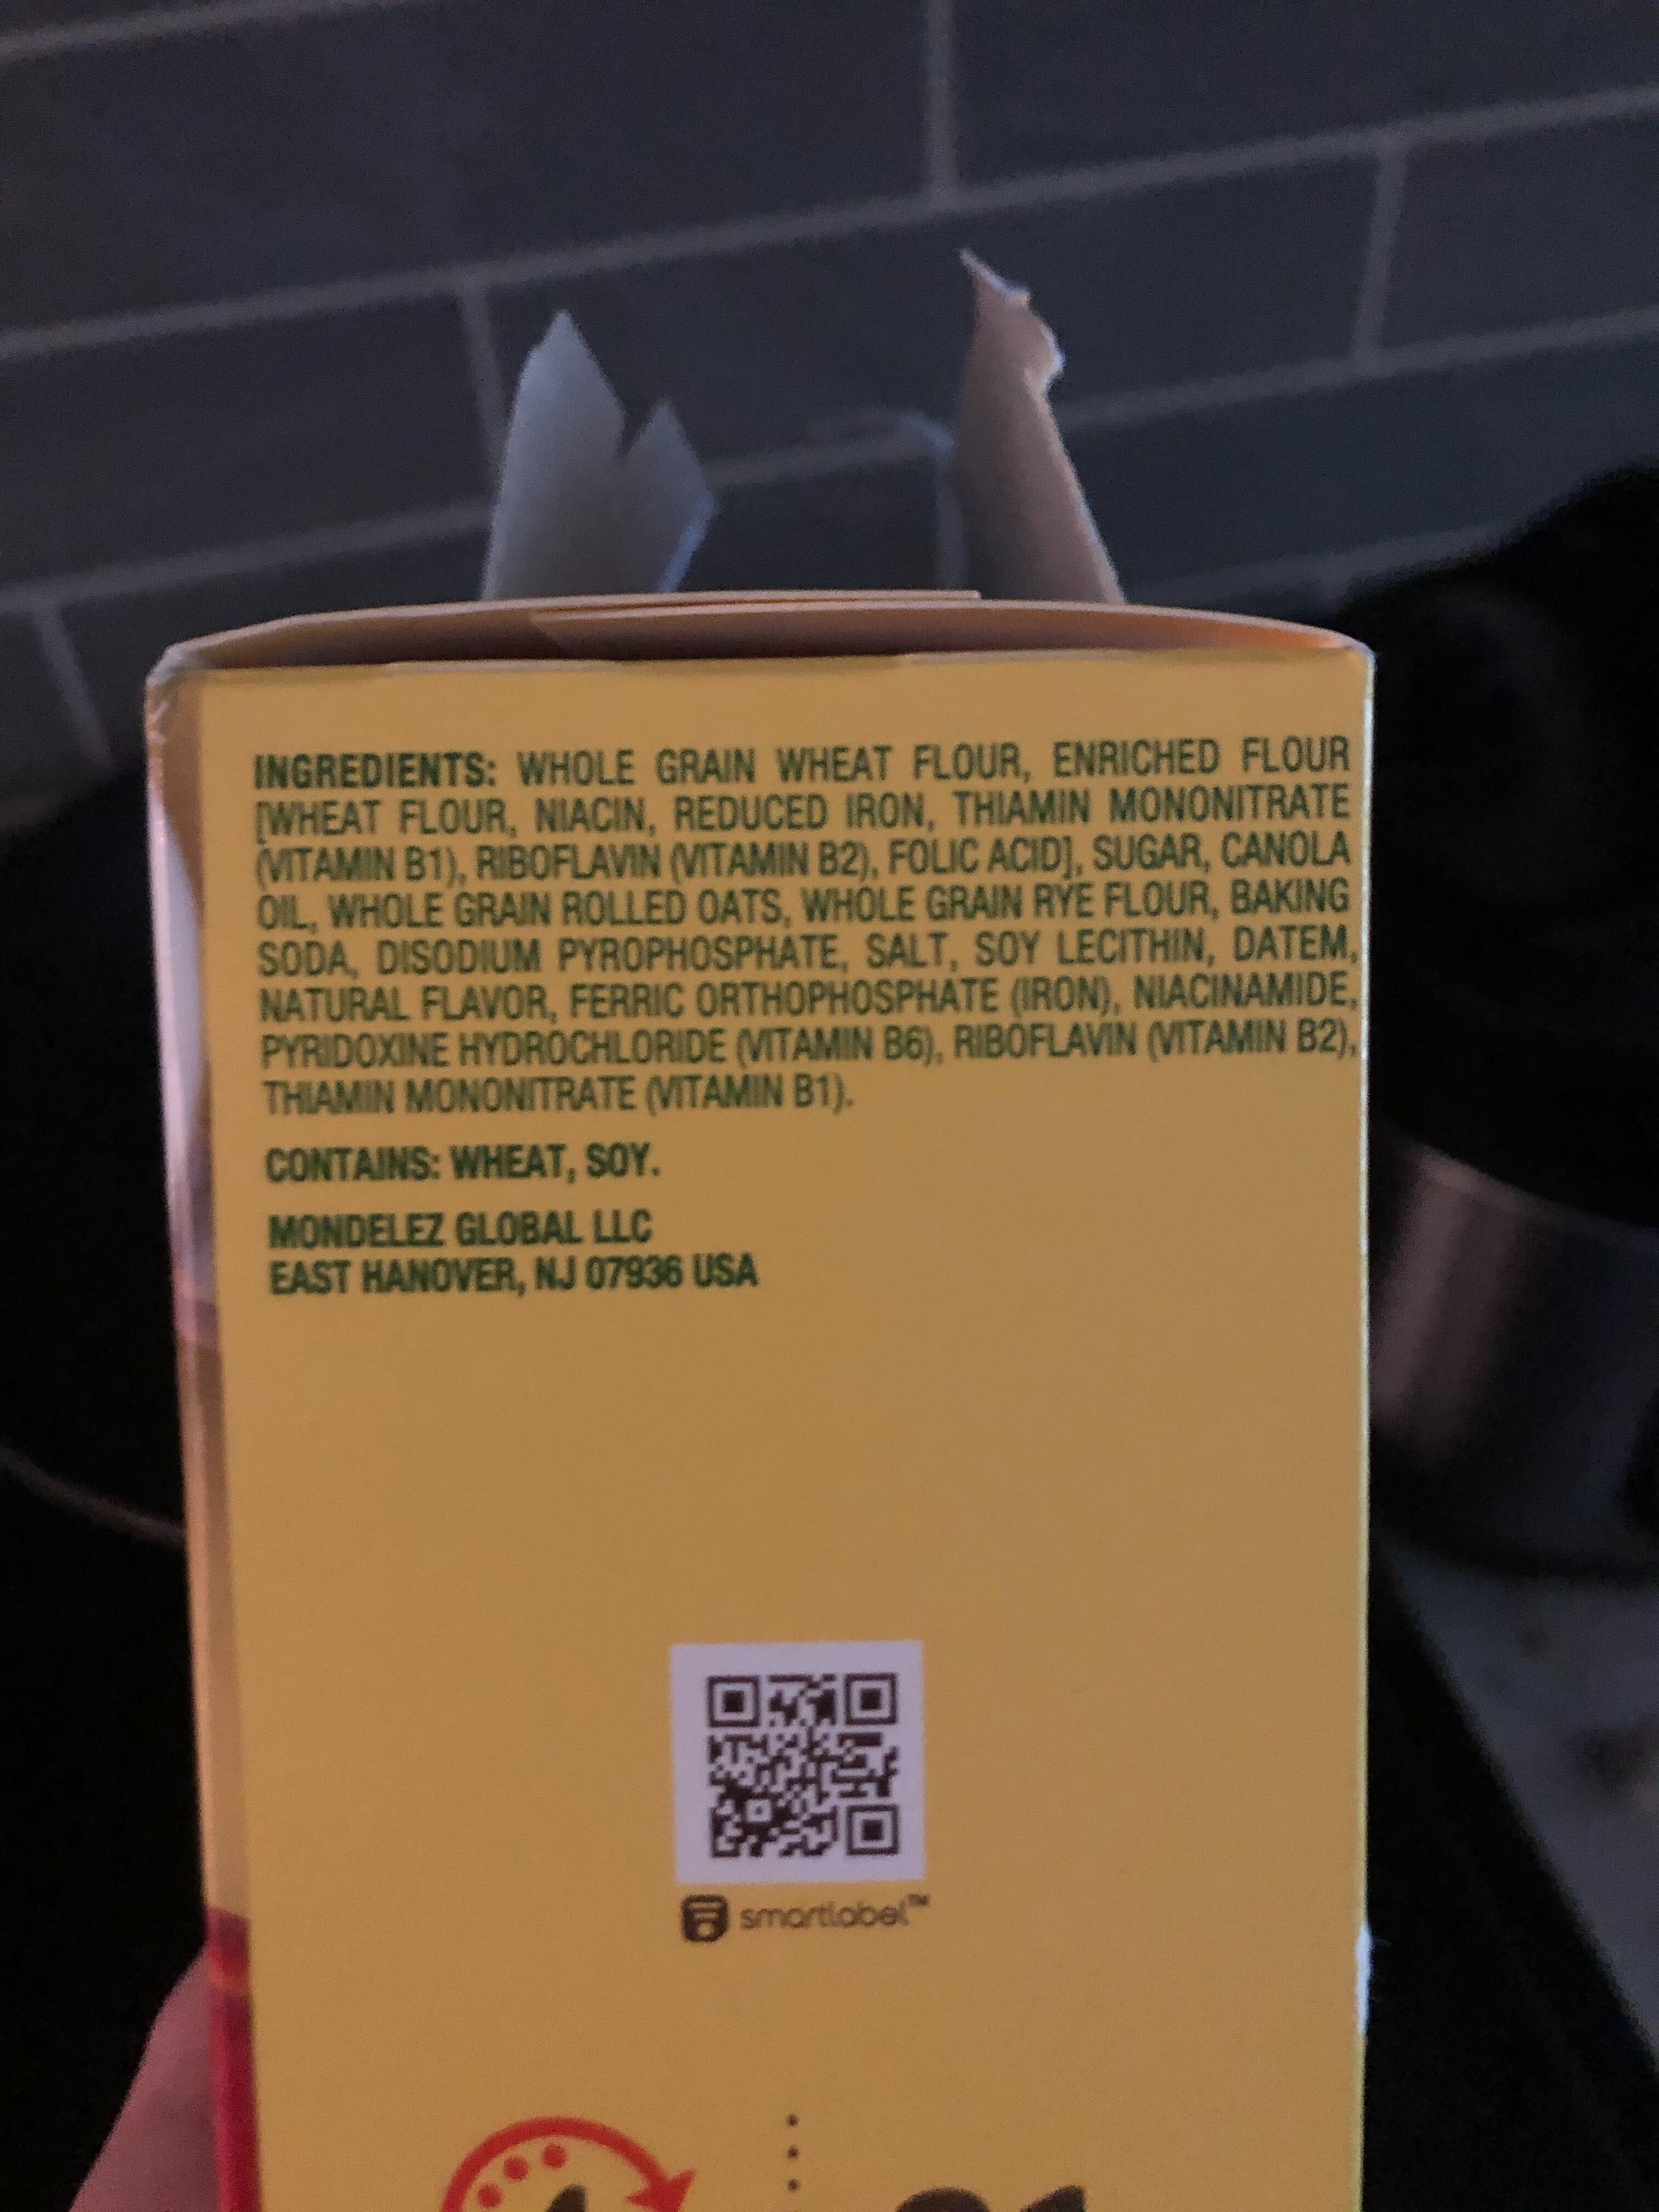 INGREDIENTS: WHOLE GRAIN WHEAT FLOUR, ENRICHED FLOUR
[WHEAT FLOUR, NIACIN, REDUCED IRON, THIAMIN MONONITRATE
(VITAMIN B1), RIBOFLAVIN (VITAMIN B2), FOLIC ACID], SUGAR, CANOLA
OIL, WHOLE GRAIN ROLLED OATS, WHOLE GRAIN RYE FLOUR, BAKING
SODA, DISODIUM PYROPHOSPHATE, SALT, SOY LECITHIN, DATEM,
NATURAL FLAVOR, FERRIC ORTHOPHOSPHATE (IRON), NIACINAMIDE,
PYRIDOXINE HYDROCHLORIDE (VITAMIN B6), RIBOFLAVIN (VITAMIN B2),
THIAMIN MONONITRATE (VITAMIN B1).
CONTAINS: WHEAT, SOY.
MONDELEZ GLOBAL LLC
EAST HANOVER, NJ 07936 USA
smartlabel™